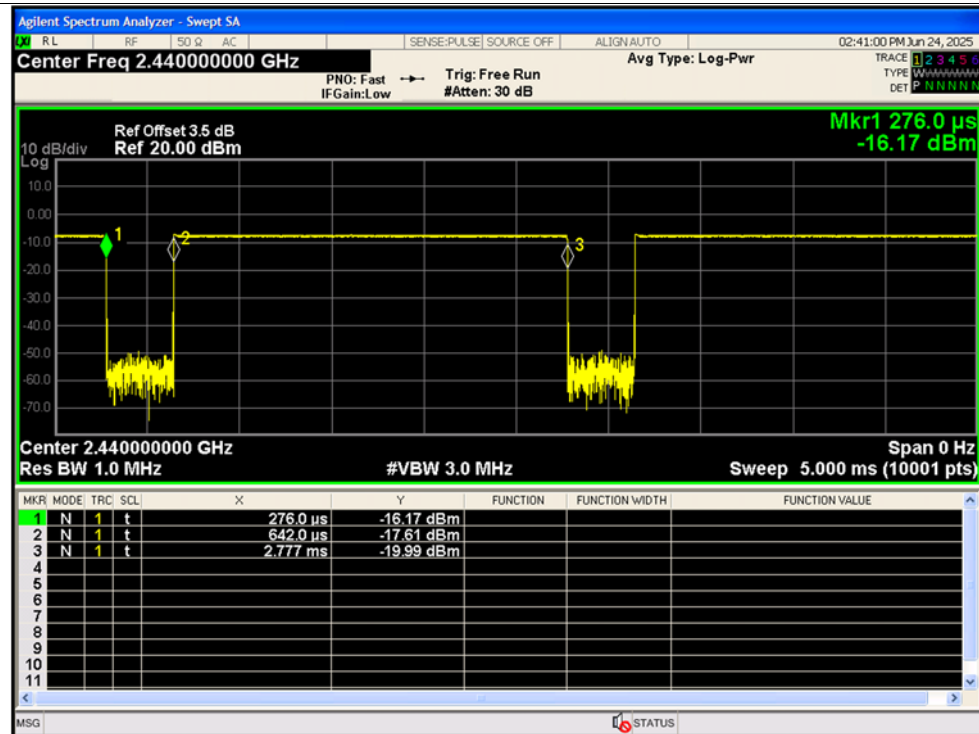 Agilent Spectrum Analyzer - Swept SA
RL RF 50 Ω AC SENSE:PULSE SOURCE OFF ALIGN AUTO 02:41:00 PM Jun 24, 2025
Center Freq 2.440000000 GHz Avg Type: Log-Pwr TRACE 1 2 3 4 5 6
PNO: Fast Trig: Free Run TYPE WWWWWW
IFGain:Low #Atten: 30 dB DET P N N N N N
Mkr1 276.0 µs
Ref Offset 3.5 dB
10 dB/div Ref 20.00 dBm -16.17 dBm
Log
10.0
0.00
-10.0
-20.0
-30.0
-40.0
-50.0
-60.0
-70.0
1 2 3
Center 2.440000000 GHz Span 0 Hz
Res BW 1.0 MHz #VBW 3.0 MHz Sweep 5.000 ms (10001 pts)
MKR MODE TRC SCL X Y FUNCTION FUNCTION WIDTH FUNCTION VALUE
1 N 1 t 276.0 µs -16.17 dBm
2 N 1 t 642.0 µs -17.61 dBm
3 N 1 t 2.777 ms -19.99 dBm
4
5
6
7
8
9
10
11
MSG STATUS